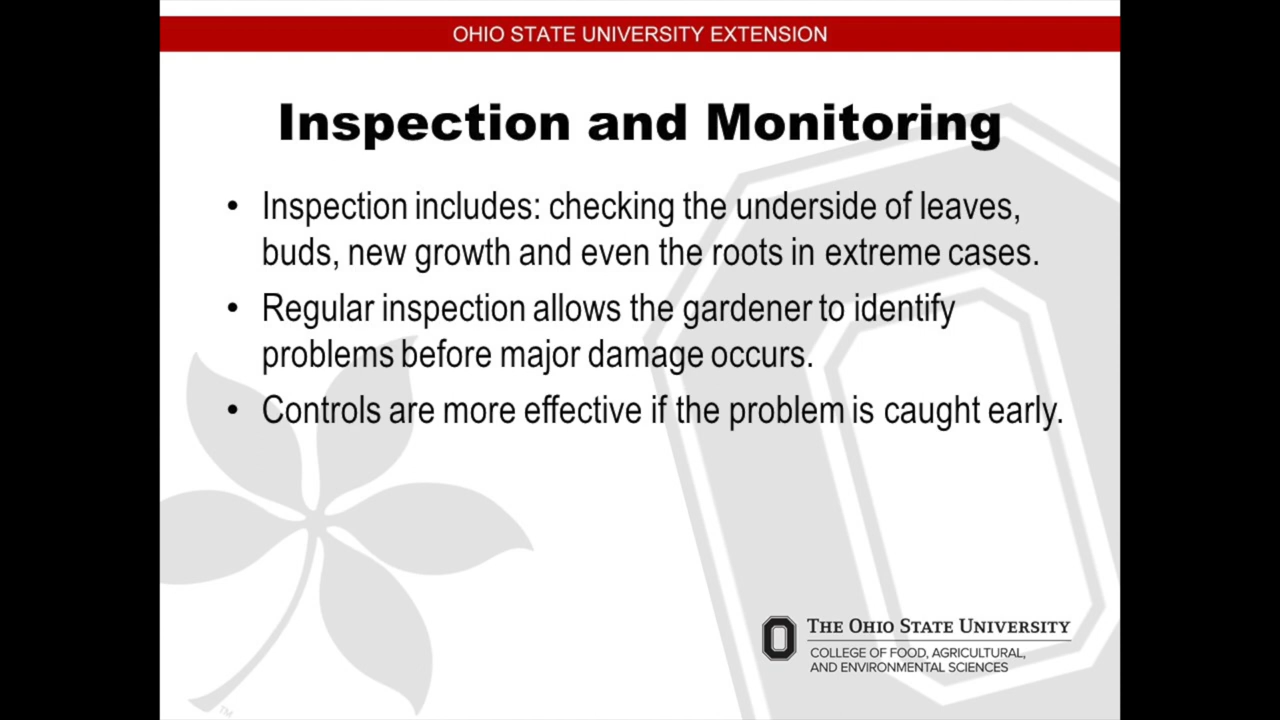 OHIO STATE UNIVERSITY EXTENSION
Inspection and Monitoring
• Inspection includes: checking the underside of leaves,
buds, new growth and even the roots in extreme cases.
• Regular inspection allows the gardener to identify
problems before major damage occurs.
• Controls are more effective if the problem is caught early.
THE OHIO STATE UNIVERSITY
COLLEGE OF FOOD, AGRICULTURAL,
AND ENVIRONMENTAL SCIENCES
TM